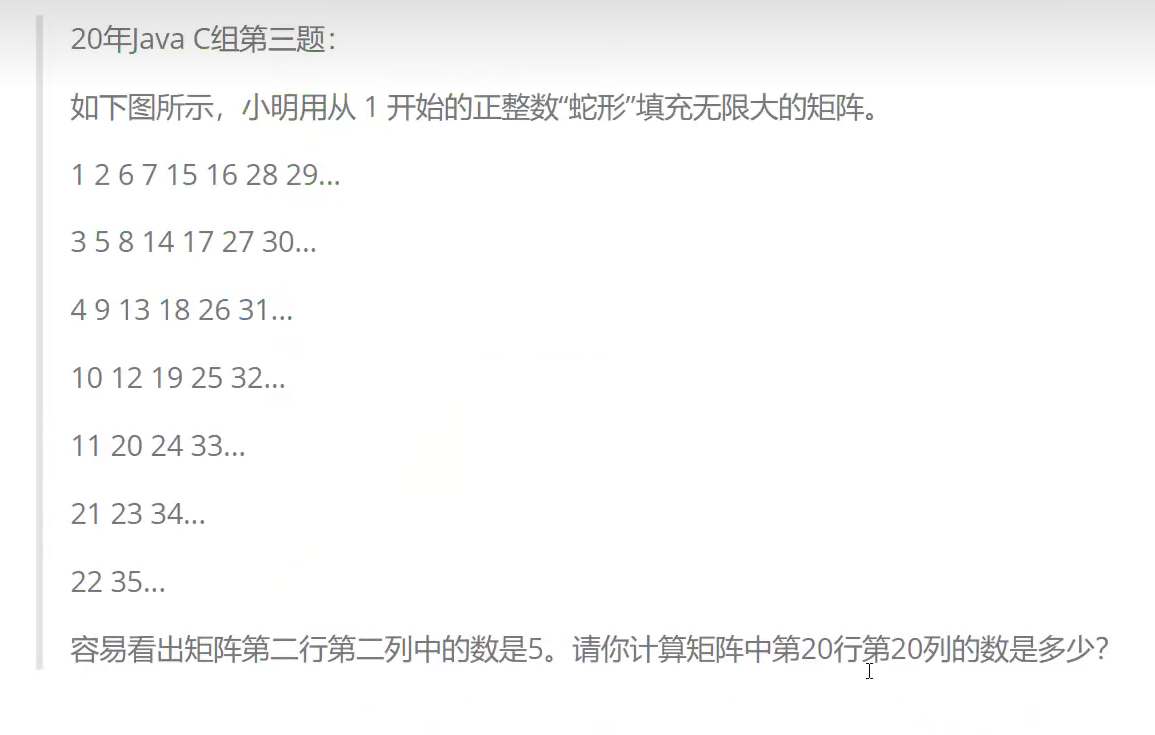 20年Java C组第三题：
如下图所示，小明用从 1 开始的正整数“蛇形”填充无限大的矩阵。
1 2 6 7 15 16 28 29...
3 5 8 14 17 27 30...
4 9 13 18 26 31...
10 12 19 25 32...
11 20 24 33...
21 23 34...
22 35...
容易看出矩阵第二行第二列中的数是5。请你计算矩阵中第20行第20列的数是多少？